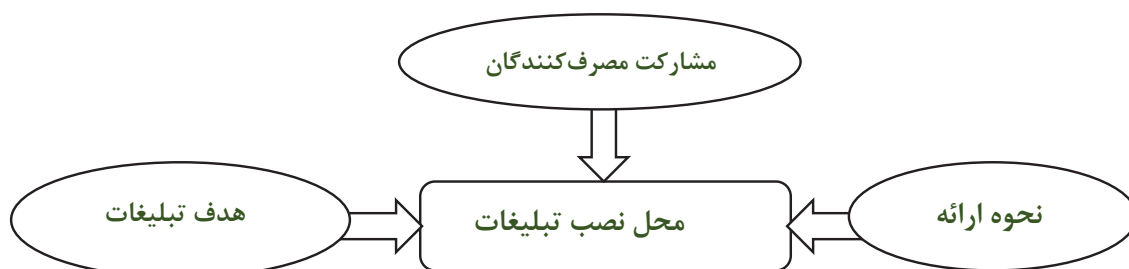 مشارکت مصرف‌کنندگان
نحوه ارائه
محل نصب تبلیغات
هدف تبلیغات